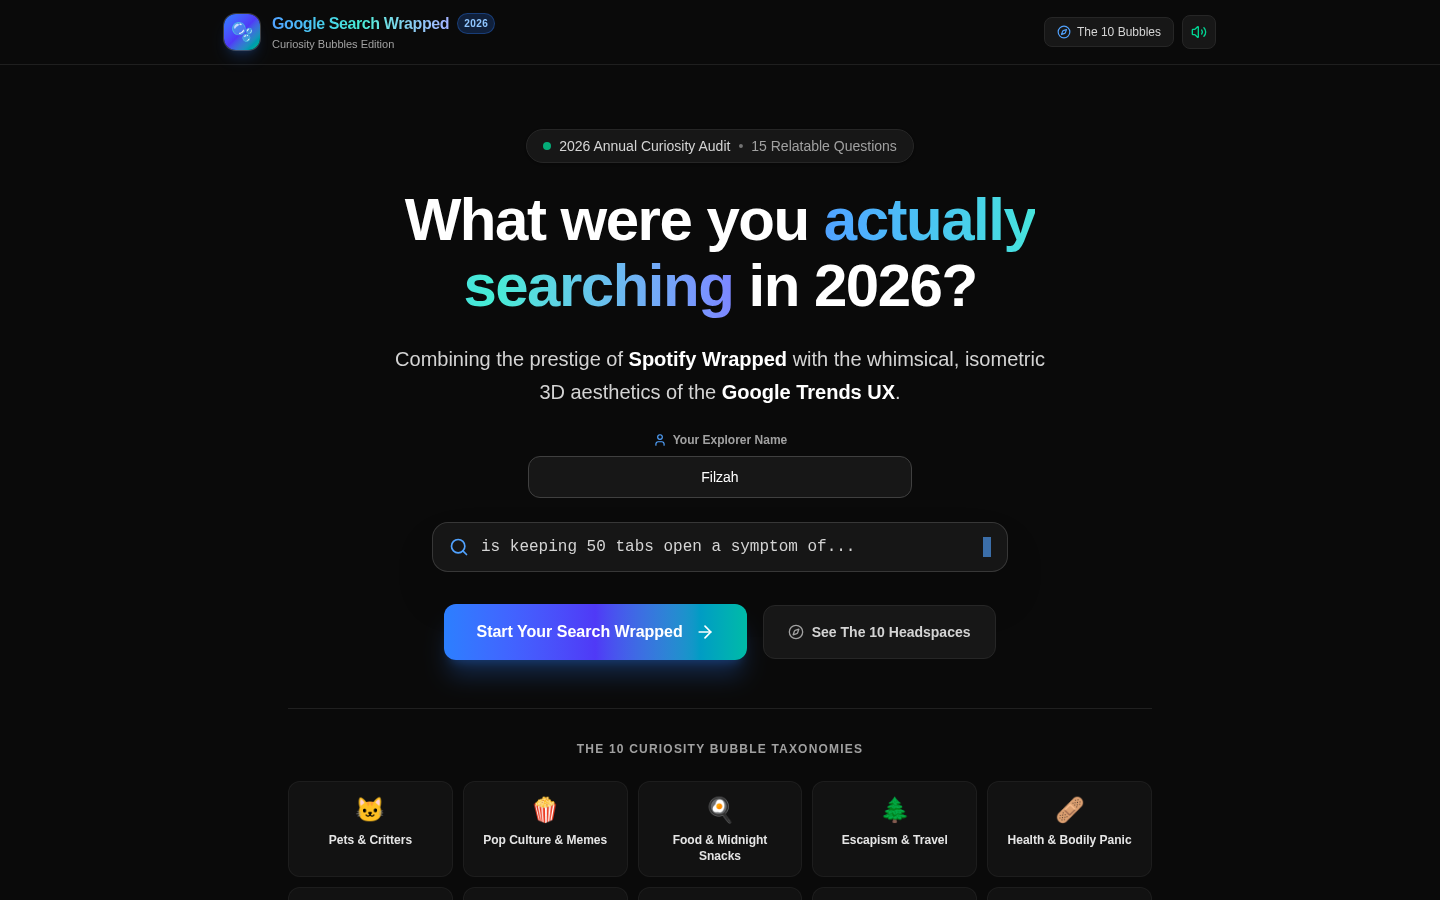 Google Search Wrapped 2026
Curiosity Bubbles Edition
The 10 Bubbles
2026 Annual Curiosity Audit • 15 Relatable Questions
What were you actually
searching in 2026?
Combining the prestige of Spotify Wrapped with the whimsical, isometric
3D aesthetics of the Google Trends UX.
Your Explorer Name
Filzah
is keeping 50 tabs open a symptom of...
Start Your Search Wrapped
See The 10 Headspaces
THE 10 CURIOSITY BUBBLE TAXONOMIES
Pets & Critters
Pop Culture & Memes
Food & Midnight
Snacks
Escapism & Travel
Health & Bodily Panic